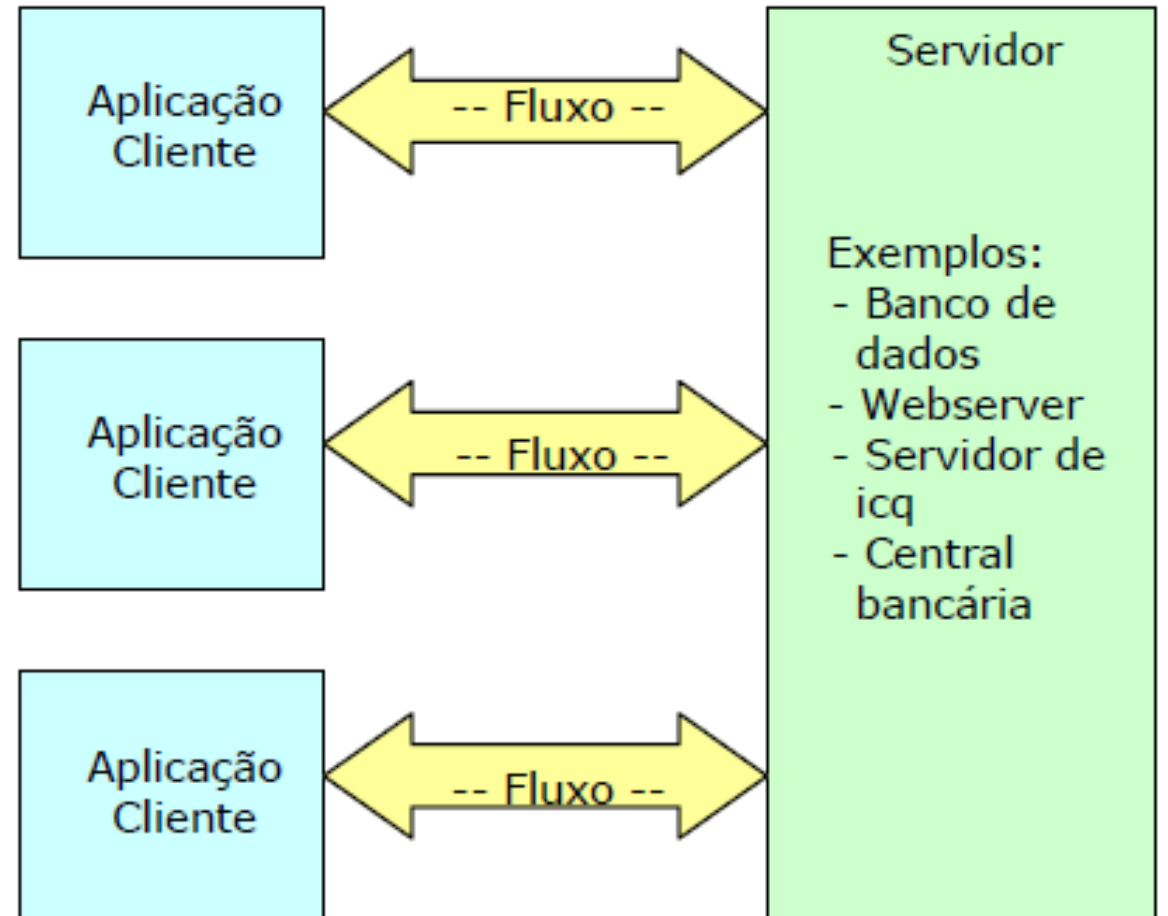 Aplicação
Cliente
-- Fluxo --
Aplicação
Cliente
-- Fluxo --
Aplicação
Cliente
-- Fluxo --
Servidor
Exemplos:
- Banco de
dados
- Webserver
- Servidor de
icq
- Central
bancária